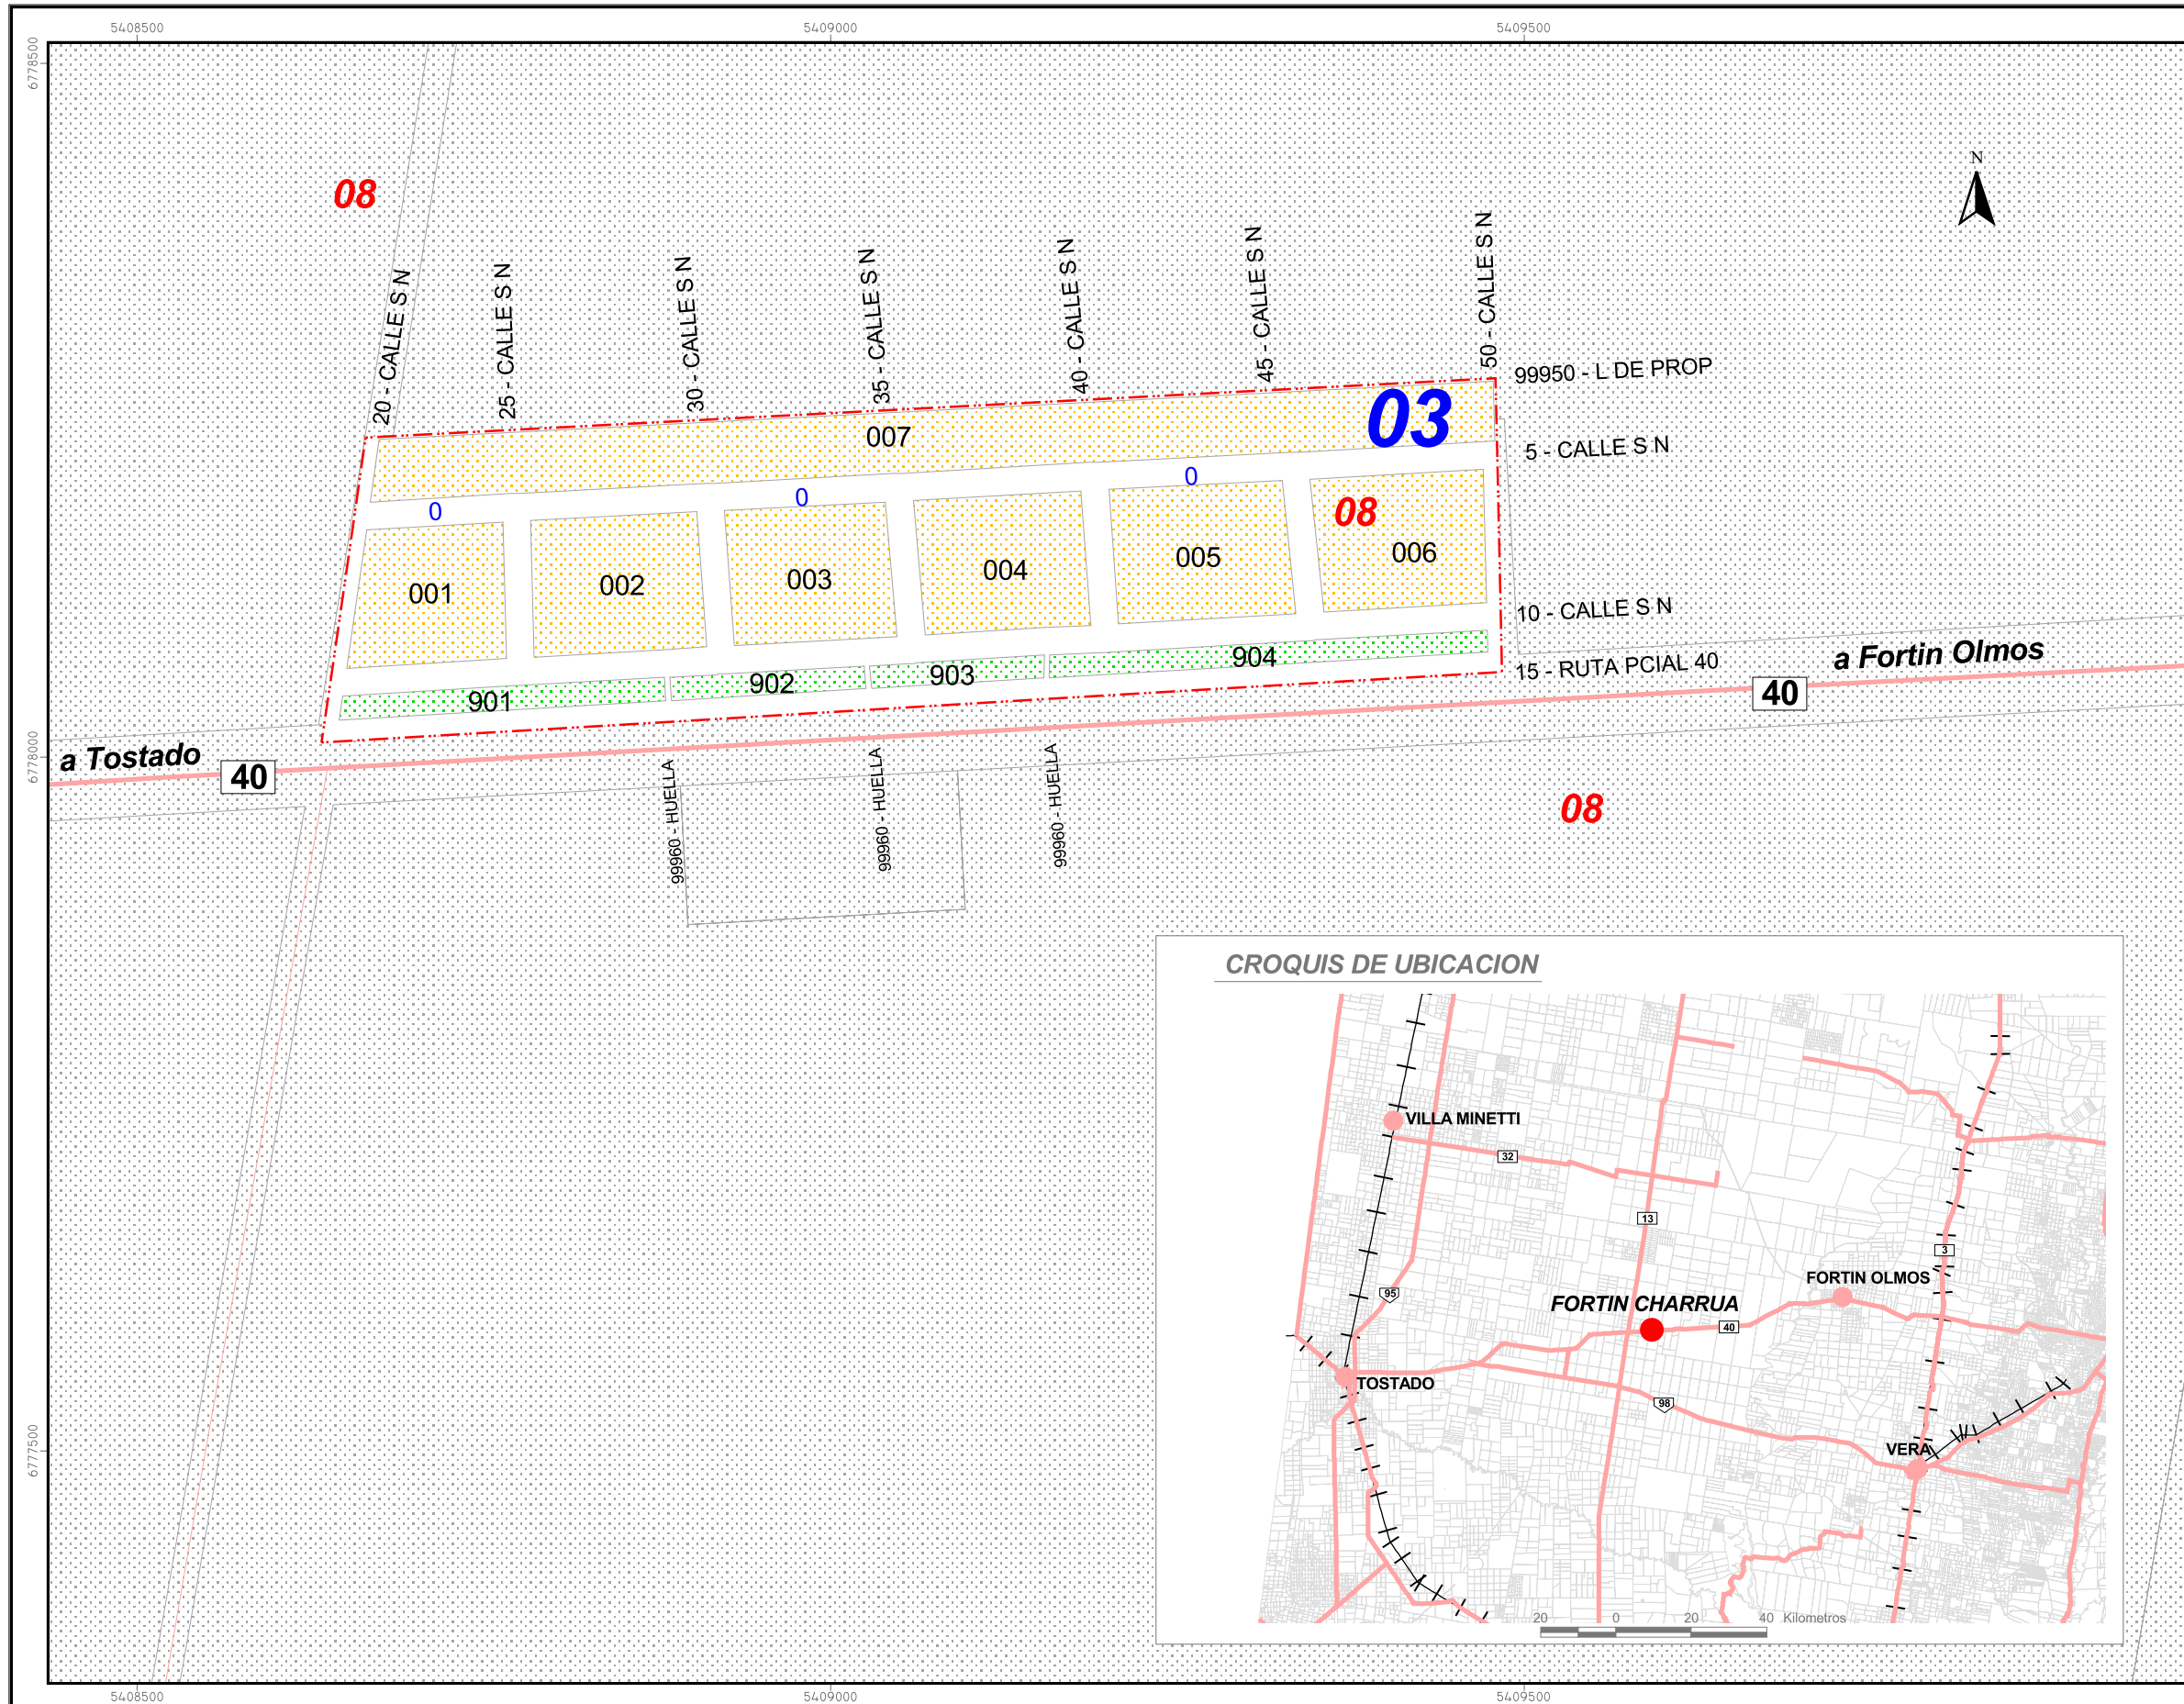 5408500
5409000
5409500
6778500
N
08
20 - CALLE S N
25 - CALLE S N
30 - CALLE S N
35 - CALLE S N
40 - CALLE S N
45 - CALLE S N
50 - CALLE S N
99950 - L DE PROP
03
007
5 - CALLE S N
0
0
0
08
001
002
003
004
005
006
10 - CALLE S N
15 - RUTA PCIAL 40
901
902
903
904
a Fortin Olmos
40
a Tostado
40
6778000
99960 - HUELLA
99960 - HUELLA
99960 - HUELLA
08
CROQUIS DE UBICACION
VILLA MINETTI
32
13
3
95
FORTIN OLMOS
FORTIN CHARRUA
40
TOSTADO
98
VERA
20 0 20 40 Kilometros
6777500
5408500
5409000
5409500